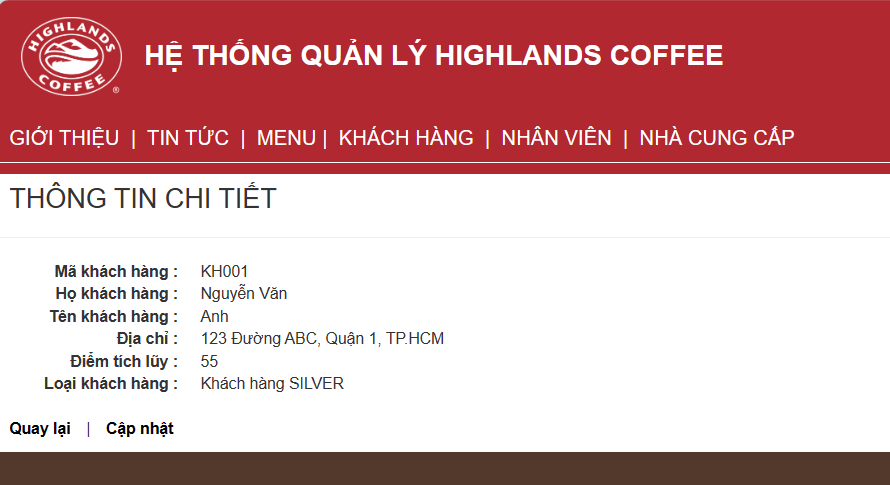 HIGHLANDS
COFFEE
®
HỆ THỐNG QUẢN LÝ HIGHLANDS COFFEE
GIỚI THIỆU | TIN TỨC | MENU | KHÁCH HÀNG | NHÂN VIÊN | NHÀ CUNG CẤP
THÔNG TIN CHI TIẾT
Mã khách hàng : KH001
Họ khách hàng : Nguyễn Văn
Tên khách hàng : Anh
Địa chỉ : 123 Đường ABC, Quận 1, TP.HCM
Điểm tích lũy : 55
Loại khách hàng : Khách hàng SILVER
Quay lại | Cập nhật